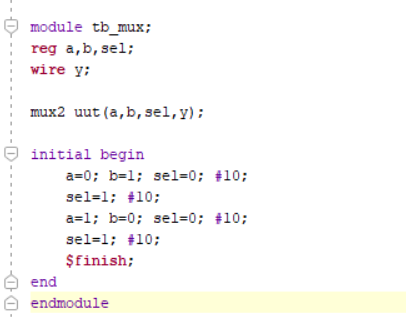 module tb_mux;
reg a,b,sel;
wire y;

mux2 uut(a,b,sel,y);

initial begin
    a=0; b=1; sel=0; #10;
    sel=1; #10;
    a=1; b=0; sel=0; #10;
    sel=1; #10;
    $finish;
end
endmodule